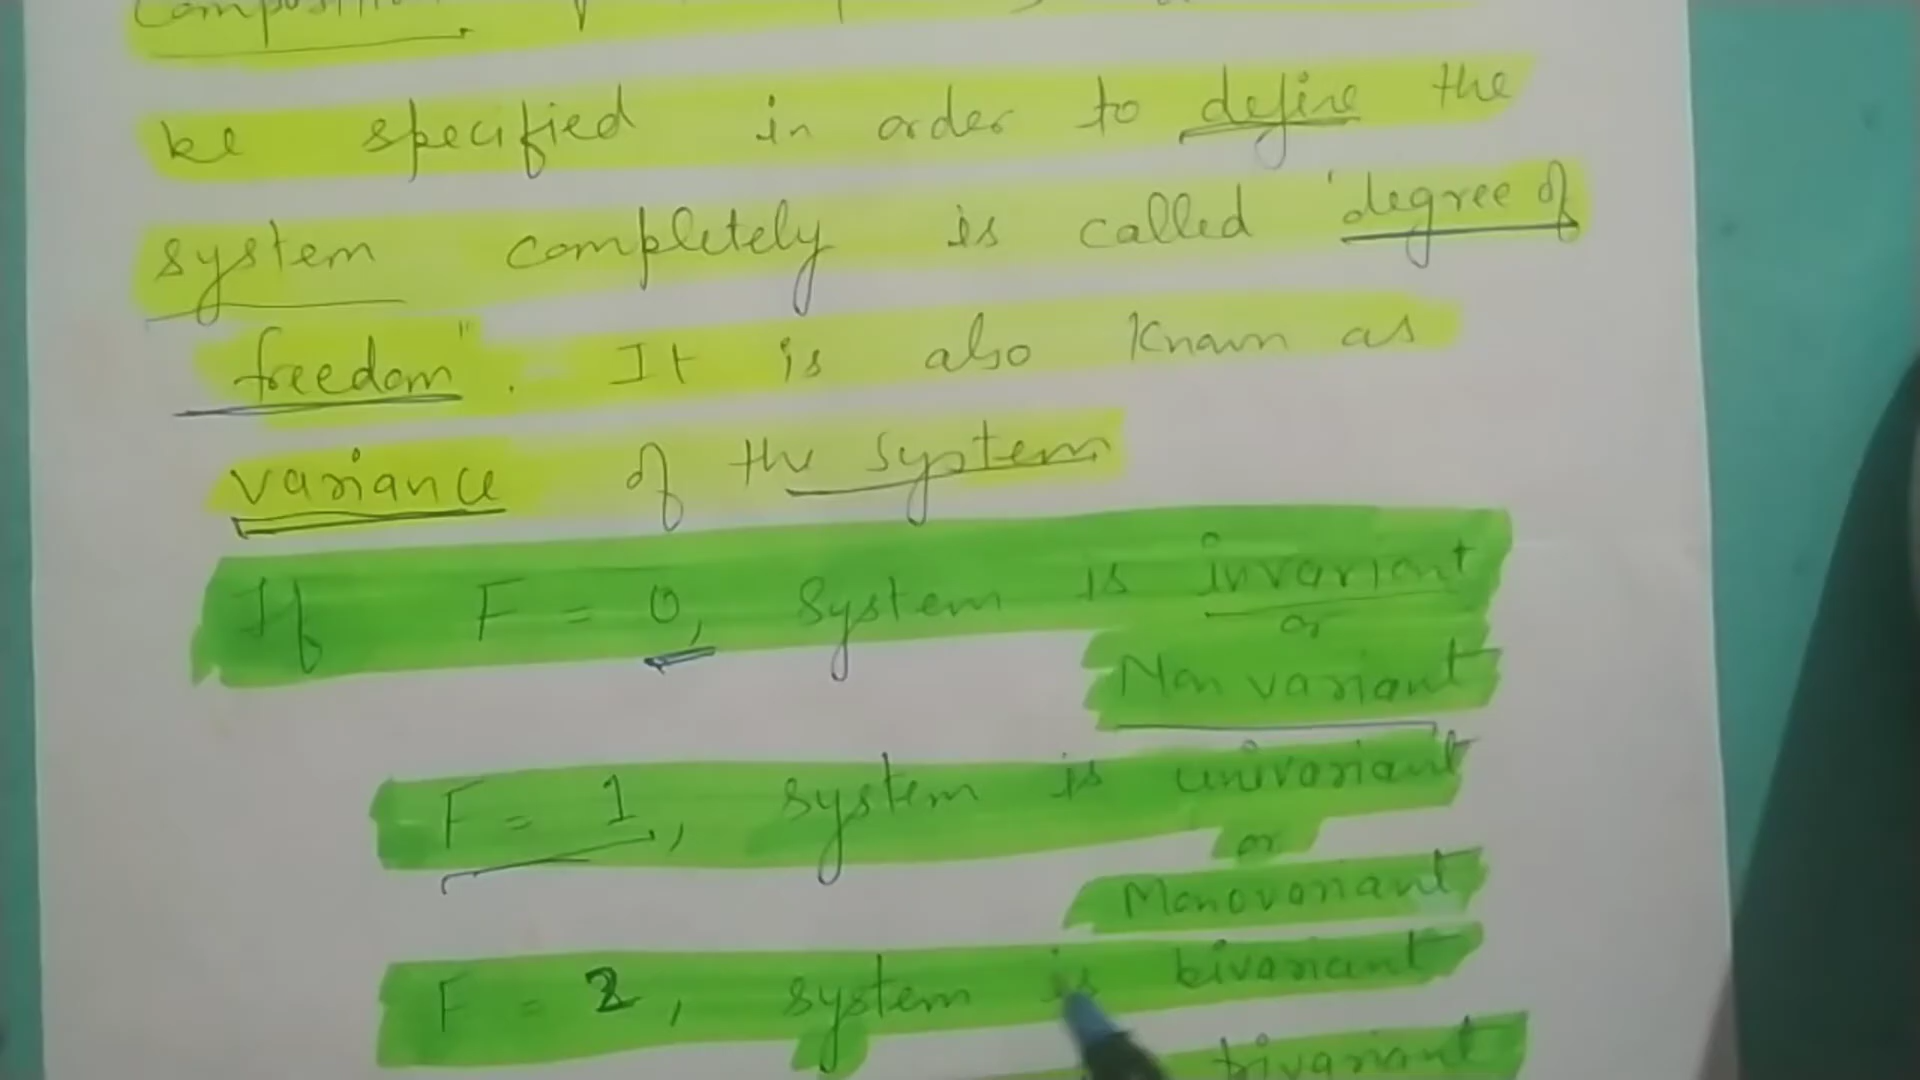 Composition
be specified in order to define the
system completely is called 'degree of
freedom". It is also known as
variance of the system
If F = 0, System is invariant
or
Non variant
F = 1, system is univariant
or
Monovariant
F = 2, system is bivariant
trivariant